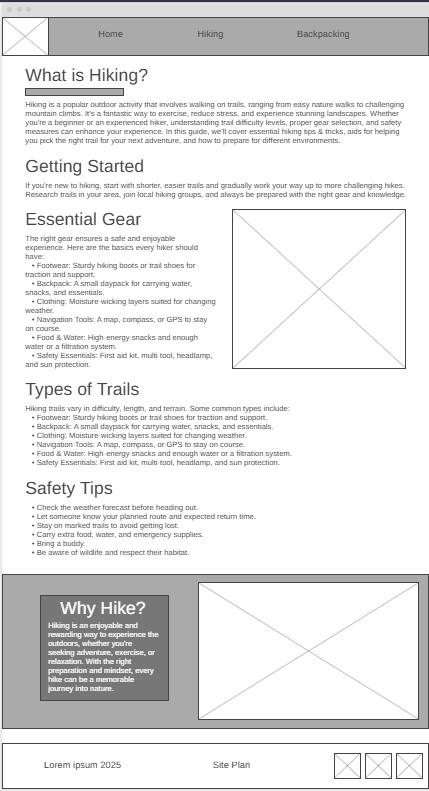 Home
Hiking
Backpacking
What is Hiking?
Hiking is a popular outdoor activity that involves walking on trails, ranging from easy nature walks to challenging
mountain climbs. It's a fantastic way to exercise, reduce stress, and experience stunning landscapes. Whether
you're a beginner or an experienced hiker, understanding trail difficulty levels, proper gear selection, and safety
measures can enhance your experience. In this guide, we'll cover essential hiking tips & tricks, aids for helping
you pick the right trail for your next adventure, and how to prepare for different environments.
Getting Started
If you're new to hiking, start with shorter, easier trails and gradually work your way up to more challenging hikes.
Research trails in your area, join local hiking groups, and always be prepared with the right gear and knowledge.
Essential Gear
The right gear ensures a safe and enjoyable
experience. Here are the basics every hiker should
have:
• Footwear: Sturdy hiking boots or trail shoes for
traction and support.
• Backpack: A small daypack for carrying water,
snacks, and essentials.
• Clothing: Moisture wicking layers suited for changing
weather.
• Navigation Tools: A map, compass, or GPS to stay
on course.
• Food & Water: High-energy snacks and enough
water or a filtration system.
• Safety Essentials: First aid kit, multi tool, headlamp,
and sun protection.
Types of Trails
Hiking trails vary in difficulty, length, and terrain. Some common types include:
• Footwear: Sturdy hiking boots or trail shoes for traction and support.
• Backpack: A small daypack for carrying water, snacks, and essentials.
• Clothing: Moisture wicking layers suited for changing weather.
• Navigation Tools: A map, compass, or GPS to stay on course.
• Food & Water: High-energy snacks and enough water or a filtration system.
• Safety Essentials: First aid kit, multi tool, headlamp, and sun protection.
Safety Tips
• Check the weather forecast before heading out.
• Let someone know your planned route and expected return time.
• Stay on marked trails to avoid getting lost.
• Carry extra food, water, and emergency supplies.
• Bring a buddy.
• Be aware of wildlife and respect their habitat.
Why Hike?
Hiking is an enjoyable and
rewarding way to experience the
outdoors, whether you're
seeking adventure, exercise, or
relaxation. With the right
preparation and mindset, every
hike can be a memorable
journey into nature.
Lorem ipsum 2025
Site Plan